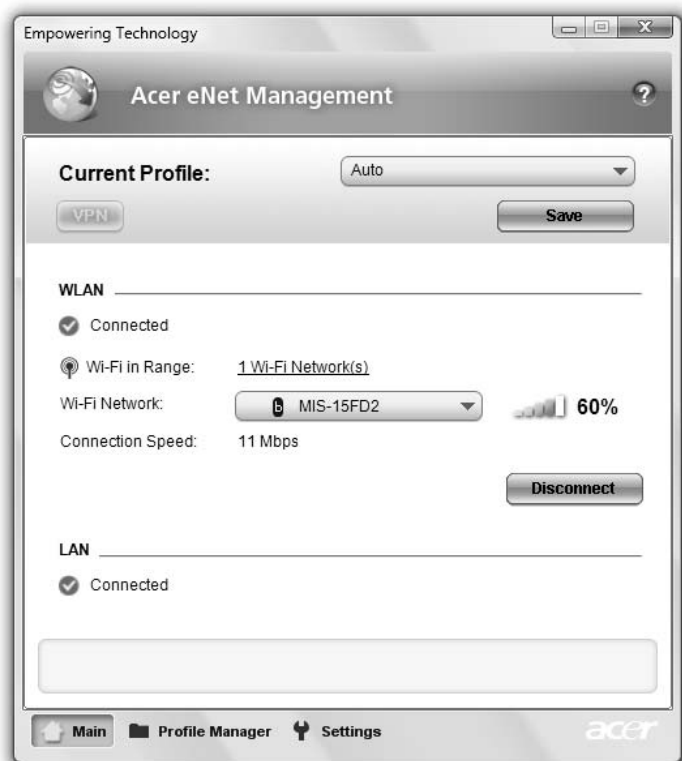 Empowering Technology
Acer eNet Management
?
Current Profile: Auto
VPN Save
WLAN
Connected
Wi-Fi in Range: 1 Wi-Fi Network(s)
Wi-Fi Network: b MIS-15FD2 60%
Connection Speed: 11 Mbps
Disconnect
LAN
Connected
Main Profile Manager Settings acer